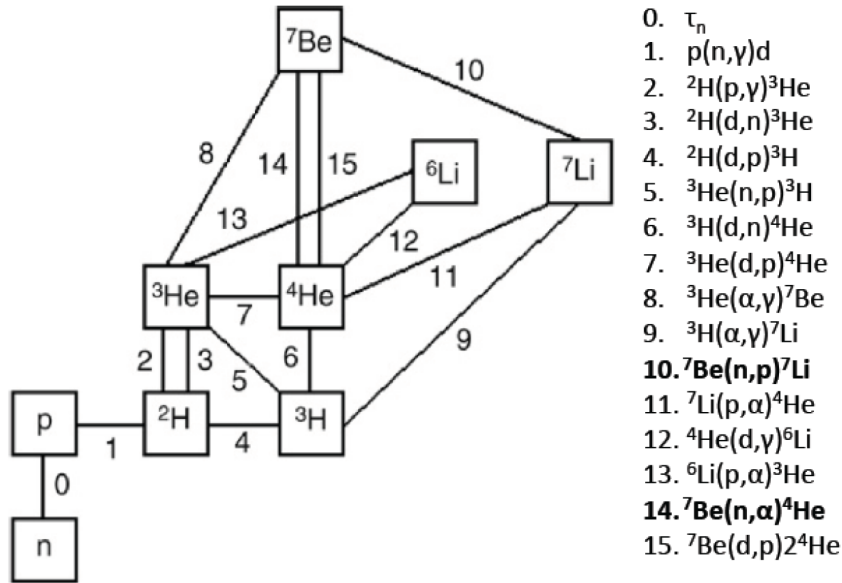 ⁷Be
10
8
14
15
⁶Li
⁷Li
13
12
11
³He
⁴He
7
9
2
3
5
6
p
²H
³H
1
4
0
n
0. τₙ
1. p(n,γ)d
2. ²H(p,γ)³He
3. ²H(d,n)³He
4. ²H(d,p)³H
5. ³He(n,p)³H
6. ³H(d,n)⁴He
7. ³He(d,p)⁴He
8. ³He(α,γ)⁷Be
9. ³H(α,γ)⁷Li
10. ⁷Be(n,p)⁷Li
11. ⁷Li(p,α)⁴He
12. ⁴He(d,γ)⁶Li
13. ⁶Li(p,α)³He
14. ⁷Be(n,α)⁴He
15. ⁷Be(d,p)2⁴He